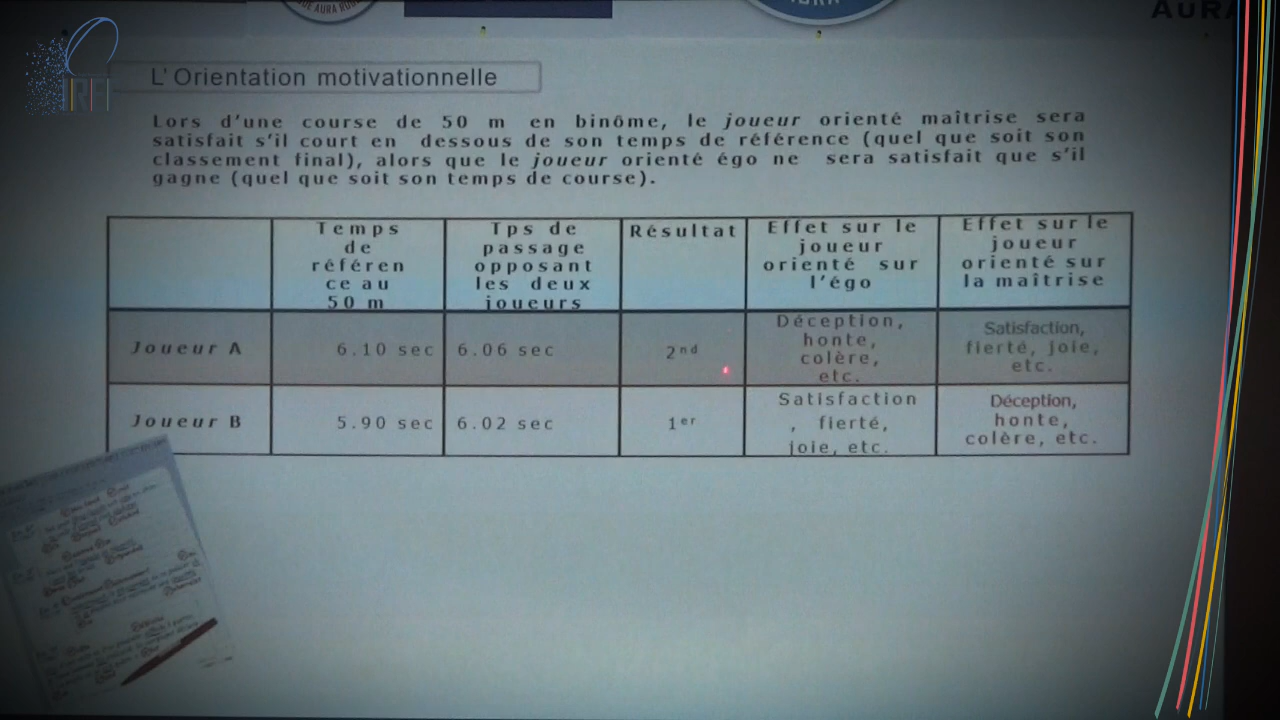 AURA ROU
AURA
L' Orientation motivationnelle
Lors d'une course de 50 m en binôme, le joueur orienté maîtrise sera
satisfait s'il court en dessous de son temps de référence (quel que soit son
classement final), alors que le joueur orienté égo ne sera satisfait que s'il
gagne (quel que soit son temps de course).
Temps
de
référen
ce au
50 m
Tps de
passage
opposant
les deux
joueurs
Résultat
Effet sur le
joueur
orienté sur
l'égo
Effet sur le
joueur
orienté sur
la maîtrise
Joueur A
6.10 sec
6.06 sec
2nd
Déception,
honte,
colère,
etc.
Satisfaction,
fierté, joie,
etc.
Joueur B
5.90 sec
6.02 sec
1er
Satisfaction
, fierté,
joie, etc.
Déception,
honte,
colère, etc.